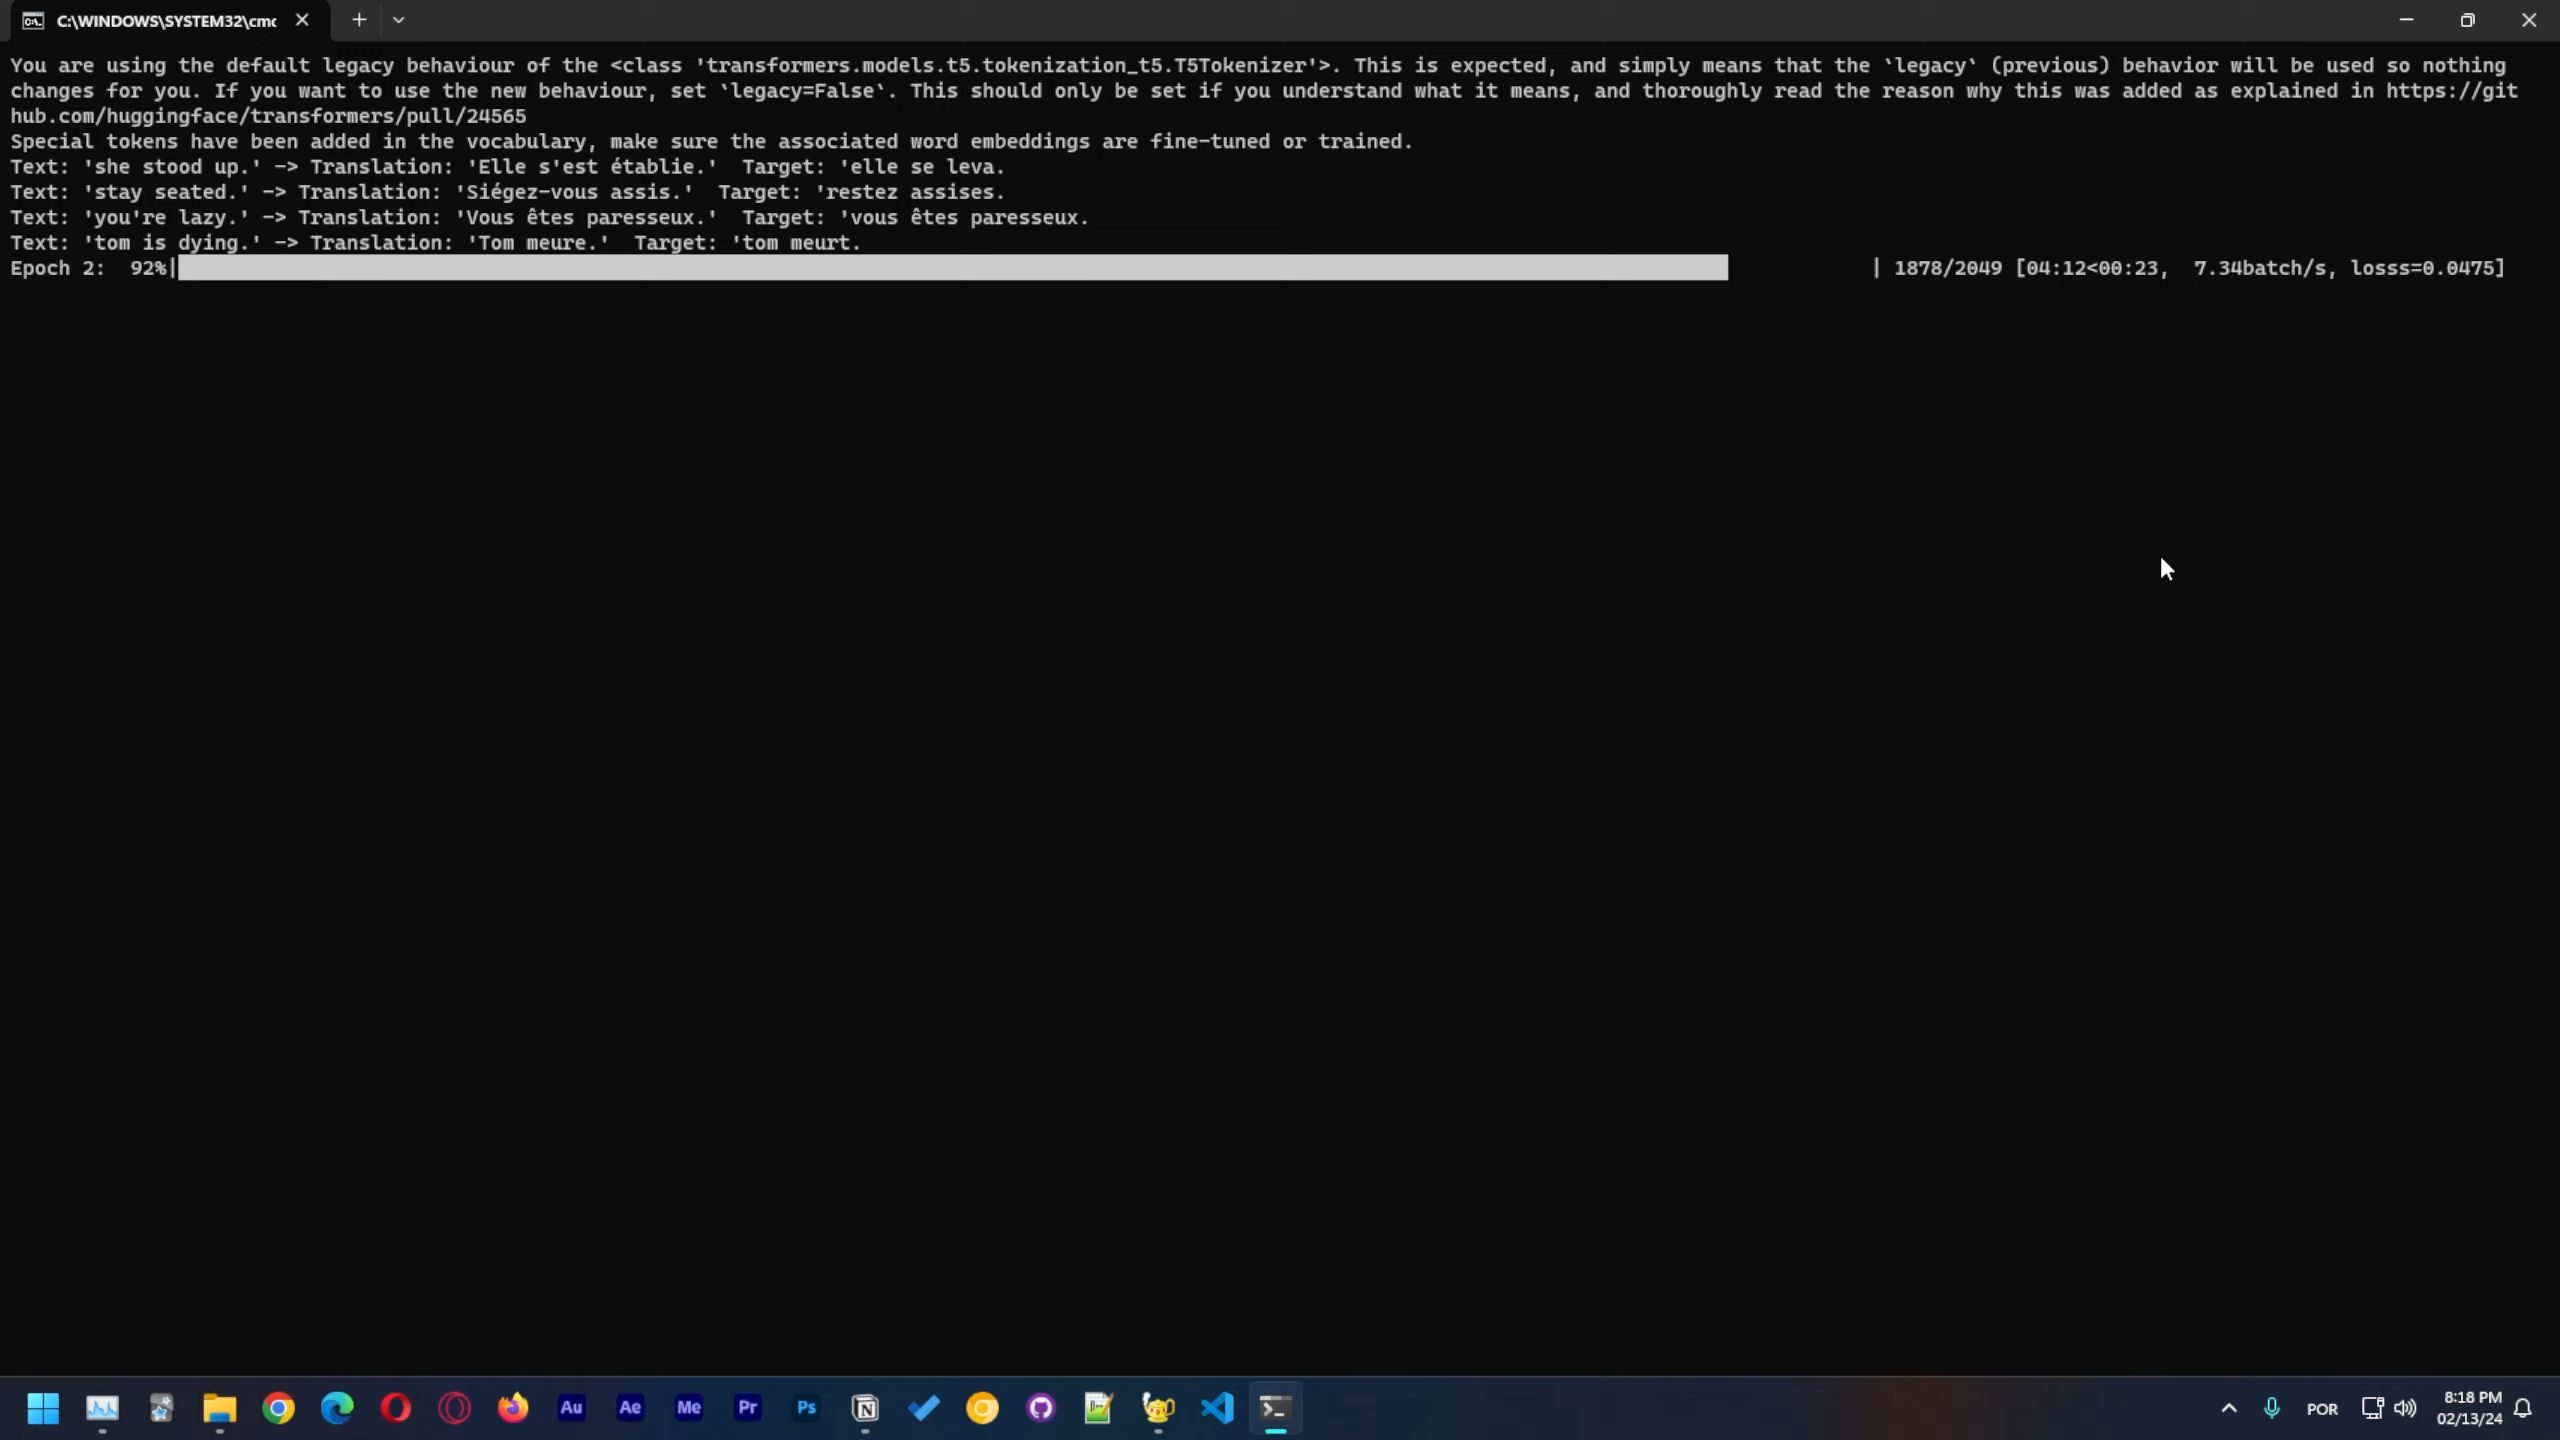 C:\WINDOWS\SYSTEM32\cmc
You are using the default legacy behaviour of the <class 'transformers.models.t5.tokenization_t5.T5Tokenizer'>. This is expected, and simply means that the `legacy` (previous) behavior will be used so nothing
changes for you. If you want to use the new behaviour, set `legacy=False`. This should only be set if you understand what it means, and thoroughly read the reason why this was added as explained in https://git
hub.com/huggingface/transformers/pull/24565
Special tokens have been added in the vocabulary, make sure the associated word embeddings are fine-tuned or trained.
Text: 'she stood up.' -> Translation: 'Elle s'est établie.'  Target: 'elle se leva.
Text: 'stay seated.' -> Translation: 'Siégez-vous assis.'  Target: 'restez assises.
Text: 'you're lazy.' -> Translation: 'Vous êtes paresseux.'  Target: 'vous êtes paresseux.
Text: 'tom is dying.' -> Translation: 'Tom meure.'  Target: 'tom meurt.
Epoch 2:  92%| | 1878/2049 [04:12<00:23,  7.34batch/s, losss=0.0475]
Au Ae Me Pr Ps N POR 8:18 PM
02/13/24